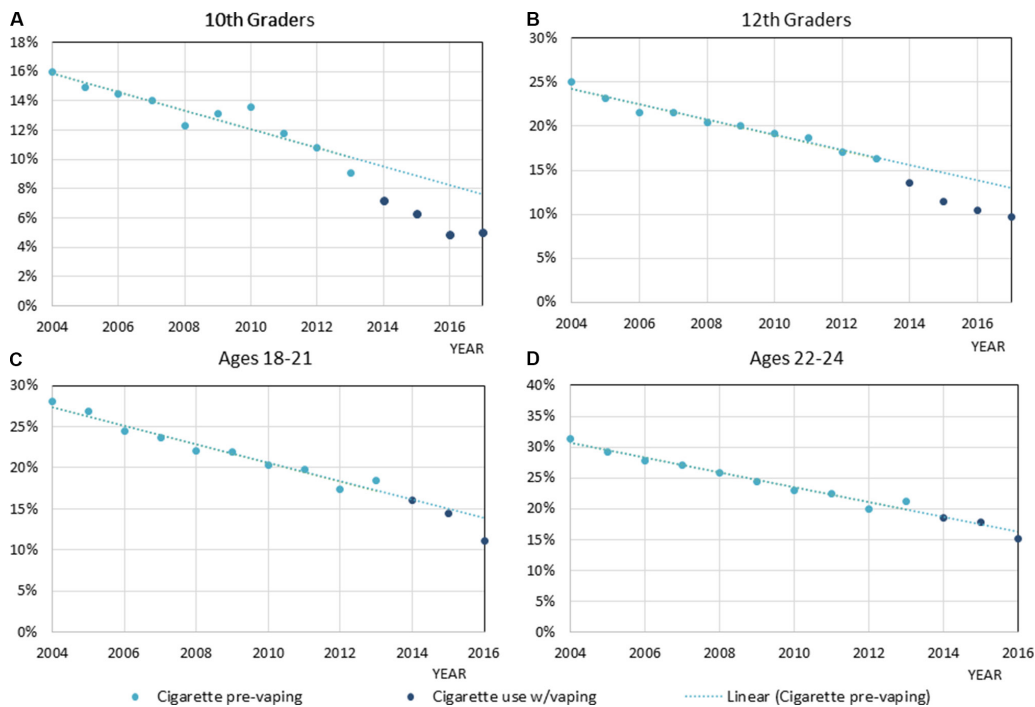 A
10th Graders
18%
16%
14%
12%
10%
8%
6%
4%
2%
0%
2004 2006 2008 2010 2012 2014 2016
YEAR
B
12th Graders
30%
25%
20%
15%
10%
5%
0%
2004 2006 2008 2010 2012 2014 2016
YEAR
C
Ages 18-21
30%
25%
20%
15%
10%
5%
0%
2004 2006 2008 2010 2012 2014 2016
YEAR
D
Ages 22-24
40%
35%
30%
25%
20%
15%
10%
5%
0%
2004 2006 2008 2010 2012 2014 2016
YEAR
Cigarette pre-vaping Cigarette use w/vaping Linear (Cigarette pre-vaping)